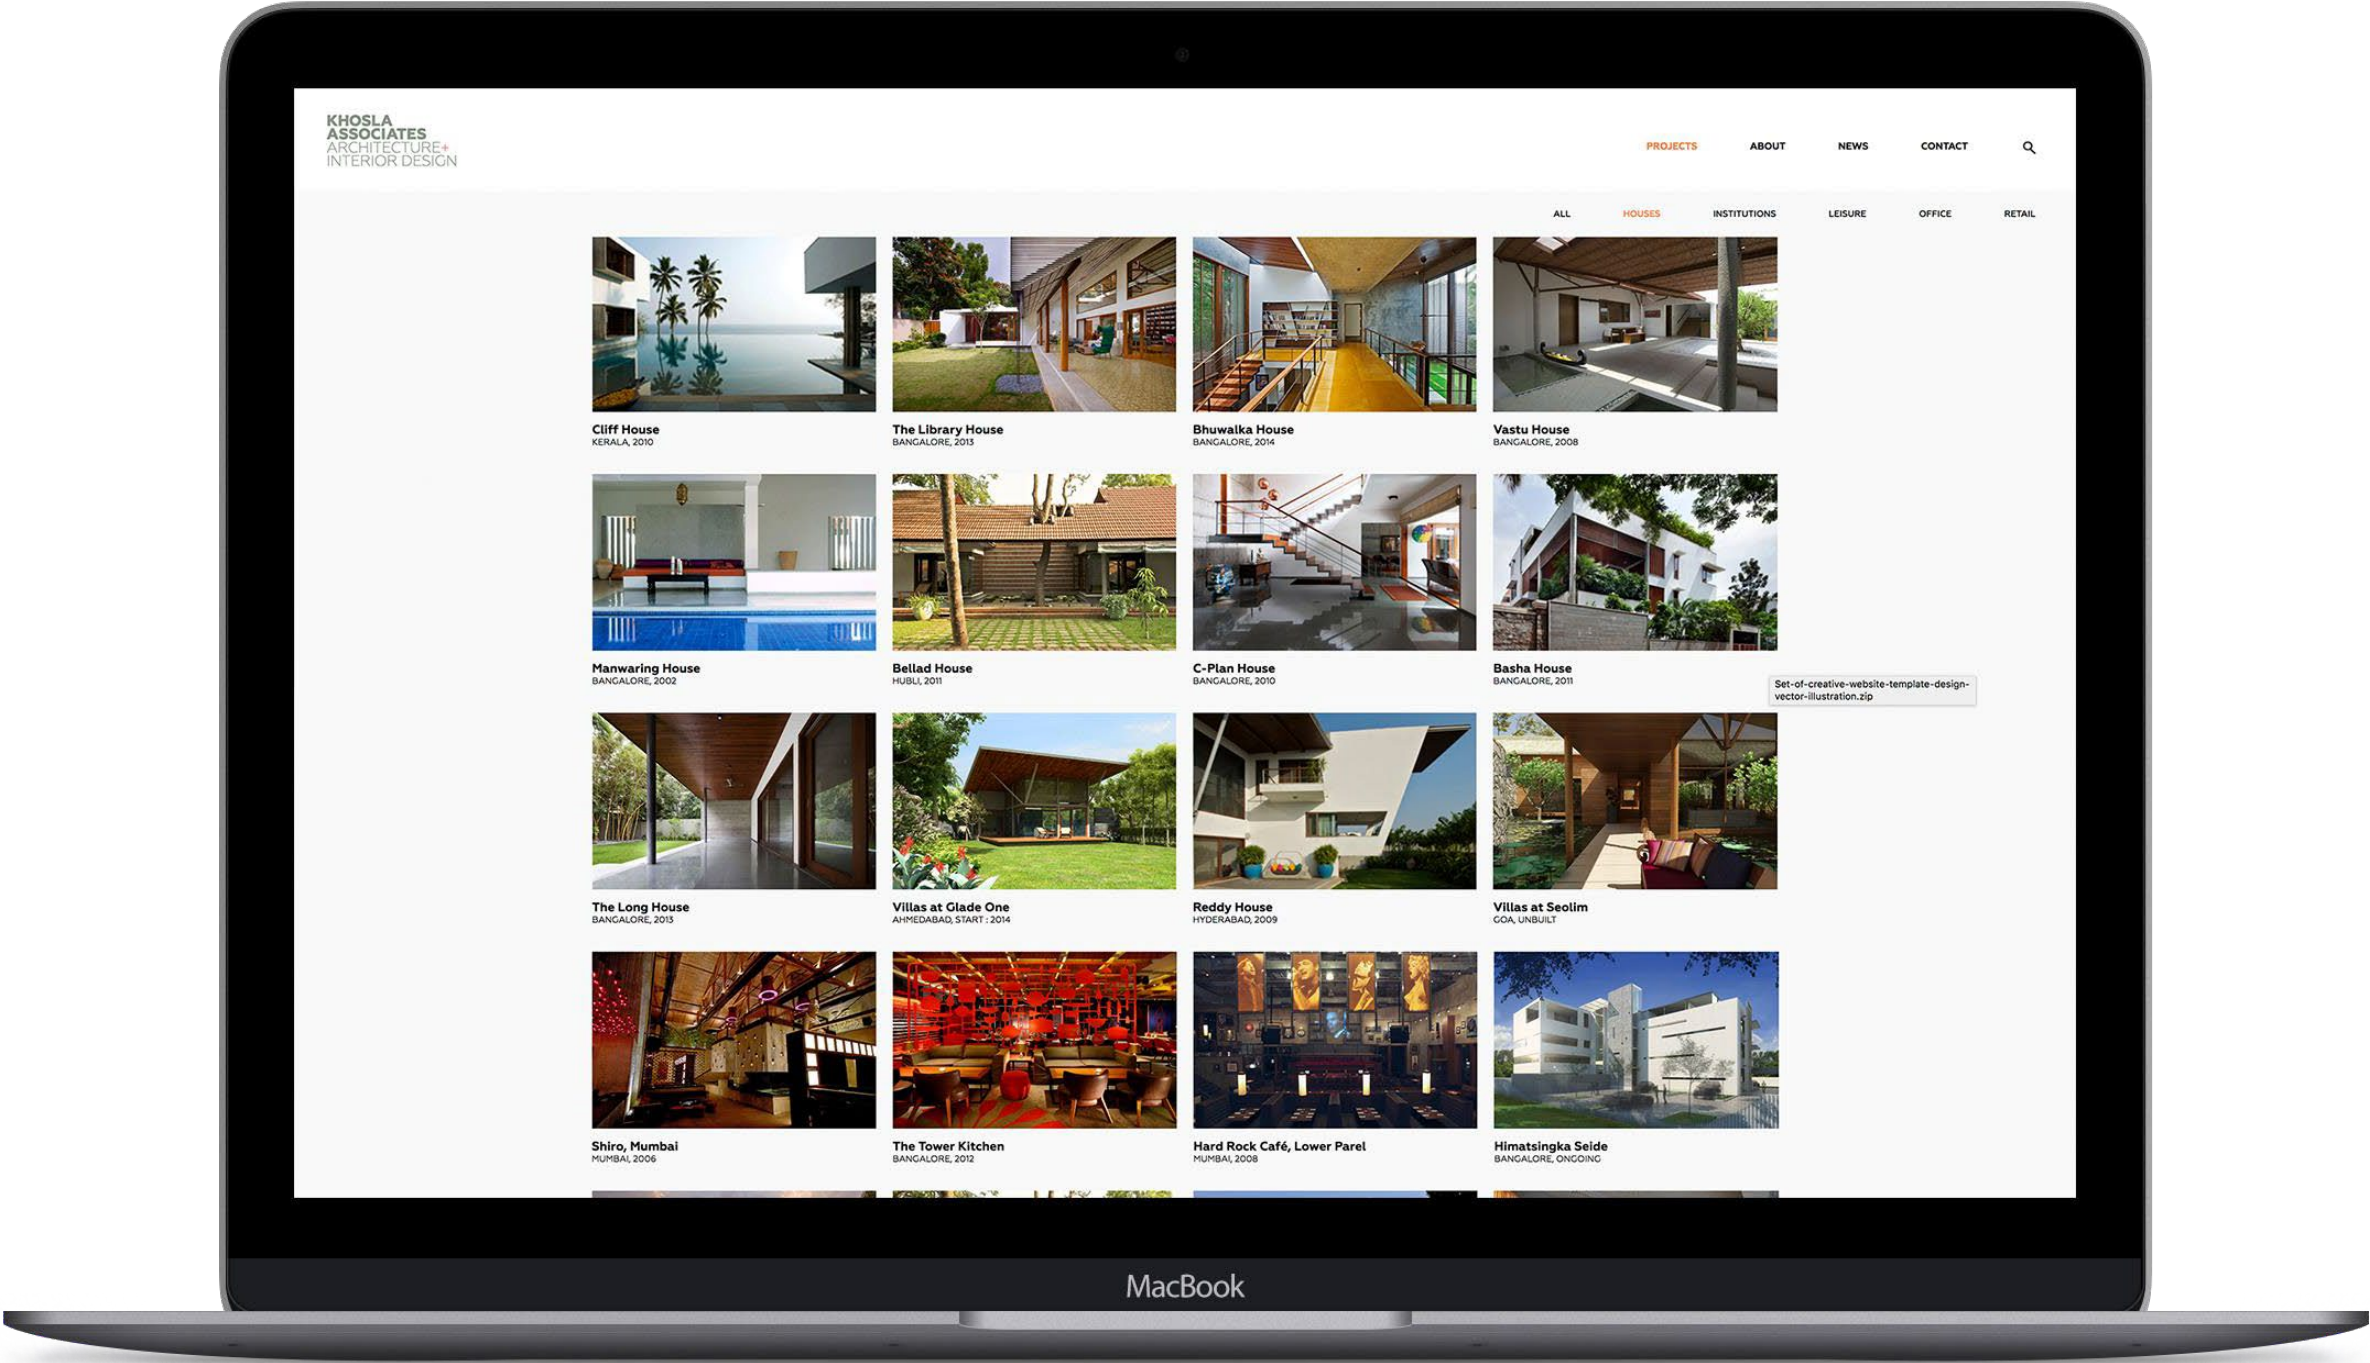 KHOSLA
ASSOCIATES
ARCHITECTURE+
INTERIOR DESIGN
PROJECTS ABOUT NEWS CONTACT
ALL HOUSES INSTITUTIONS LEISURE OFFICE RETAIL
Cliff House
KERALA, 2010
The Library House
BANGALORE, 2013
Bhuwalka House
BANGALORE, 2014
Vastu House
BANGALORE, 2008
Manwaring House
BANGALORE, 2002
Bellad House
HUBLI, 2011
C-Plan House
BANGALORE, 2010
Basha House
BANGALORE, 2011
Set-of-creative-website-template-design-
vector-illustration.zip
The Long House
BANGALORE, 2013
Villas at Glade One
AHMEDABAD, START : 2014
Reddy House
HYDERABAD, 2009
Villas at Seolim
GOA, UNBUILT
Shiro, Mumbai
MUMBAI, 2006
The Tower Kitchen
BANGALORE, 2012
Hard Rock Café, Lower Parel
MUMBAI, 2008
Himatsingka Seide
BANGALORE, ONGOING
MacBook